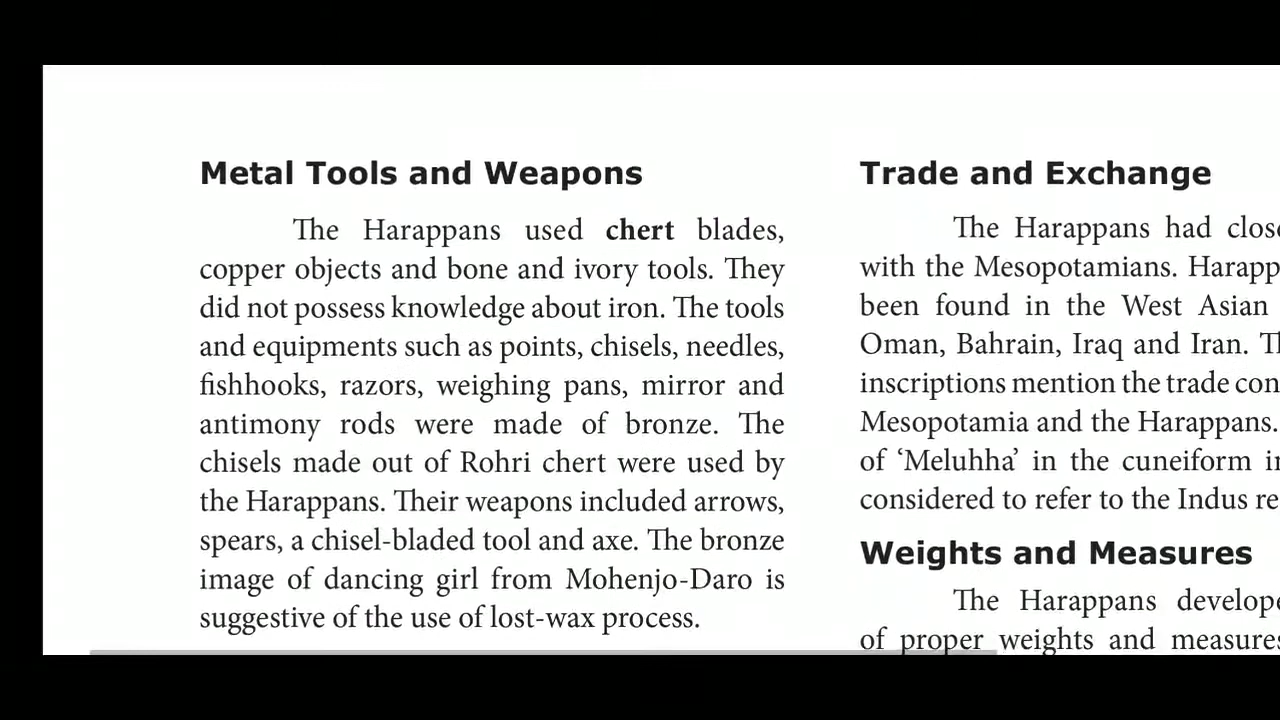 Metal Tools and Weapons
The Harappans used chert blades,
copper objects and bone and ivory tools. They
did not possess knowledge about iron. The tools
and equipments such as points, chisels, needles,
fishhooks, razors, weighing pans, mirror and
antimony rods were made of bronze. The
chisels made out of Rohri chert were used by
the Harappans. Their weapons included arrows,
spears, a chisel-bladed tool and axe. The bronze
image of dancing girl from Mohenjo-Daro is
suggestive of the use of lost-wax process.
Trade and Exchange
The Harappans had
with the Mesopotamians.
been found in the West Asian
Oman, Bahrain, Iraq and Iran.
inscriptions mention the trade
Mesopotamia and the Harappans.
of ‘Meluhha’ in the cuneiform
considered to refer to the Indus
Weights and Measures
The Harappans
of proper weights and measures